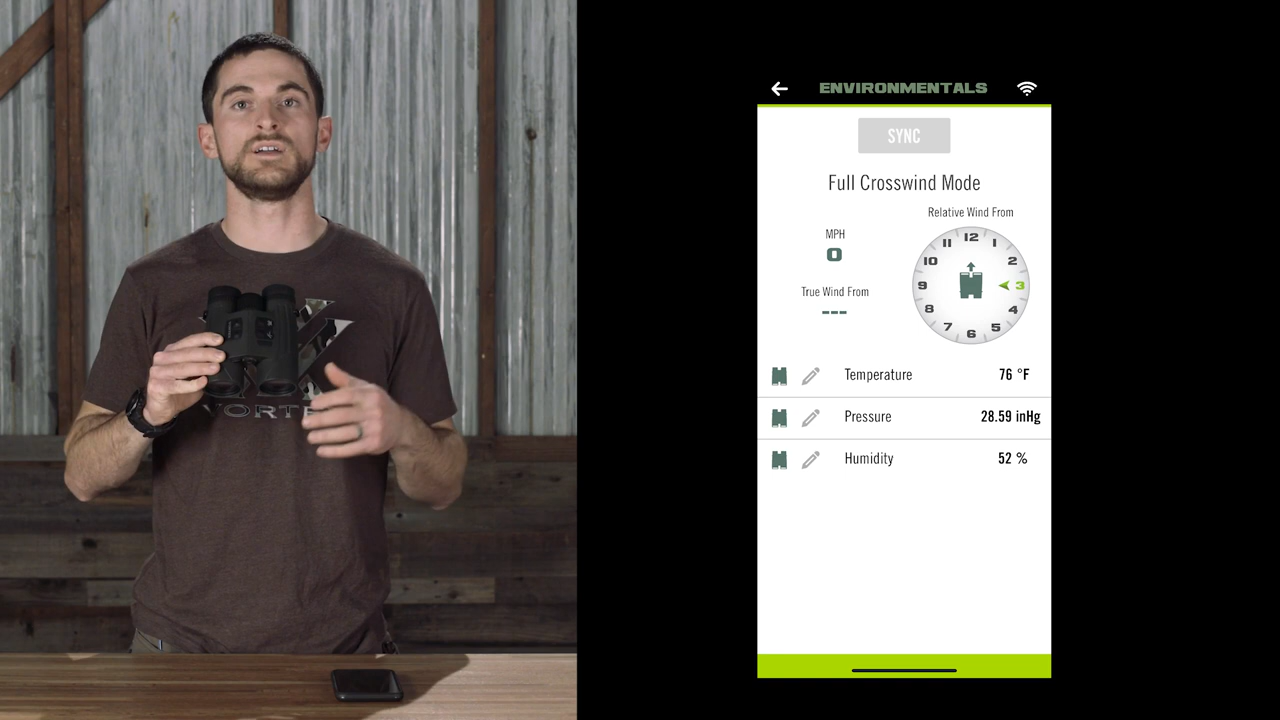 VORTE
ENVIRONMENTALS
SYNC
Full Crosswind Mode
Relative Wind From
MPH
0
True Wind From
---
12
1
2
3
4
5
6
7
8
9
10
11
Temperature 76 °F
Pressure 28.59 inHg
Humidity 52 %